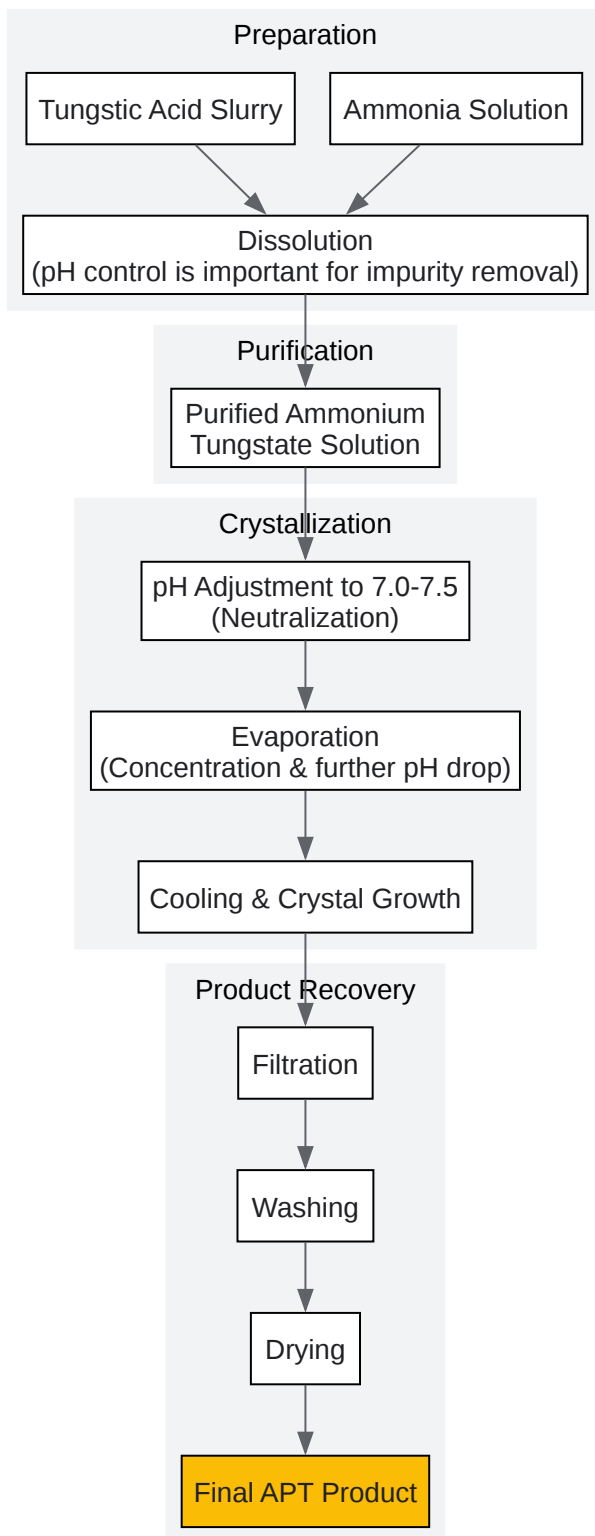 Preparation
Tungstic Acid Slurry
Ammonia Solution
Dissolution
(pH control is important for impurity removal)
Purification
Purified Ammonium
Tungstate Solution
Crystallization
pH Adjustment to 7.0-7.5
(Neutralization)
Evaporation
(Concentration & further pH drop)
Cooling & Crystal Growth
Product Recovery
Filtration
Washing
Drying
Final APT Product